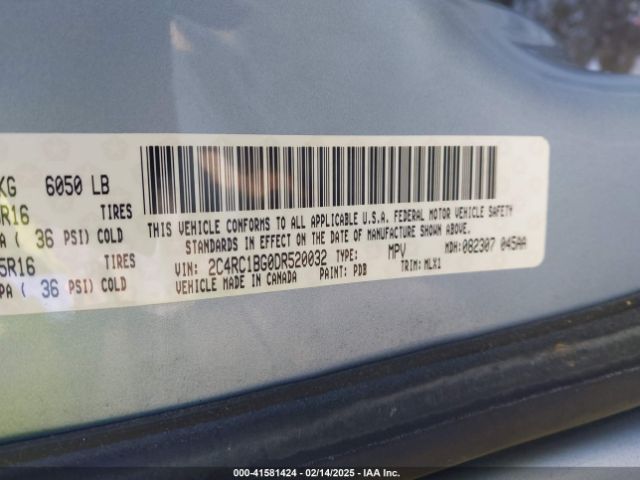 KG 6050 LB
R16 TIRES
PA ( 36 PSI) COLD
5R16 TIRES
PA ( 36 PSI) COLD
THIS VEHICLE CONFORMS TO ALL APPLICABLE U.S.A. FEDERAL MOTOR VEHICLE SAFETY
STANDARDS IN EFFECT ON THE DATE OF MANUFACTURE SHOWN ABOVE.
VIN: 2C4RC1BG0DR520032 TYPE: MPV MDH: 082307 045AA
VEHICLE MADE IN CANADA PAINT: PDB TRIM: MLX1
000-41581424 - 02/14/2025 - IAA Inc.